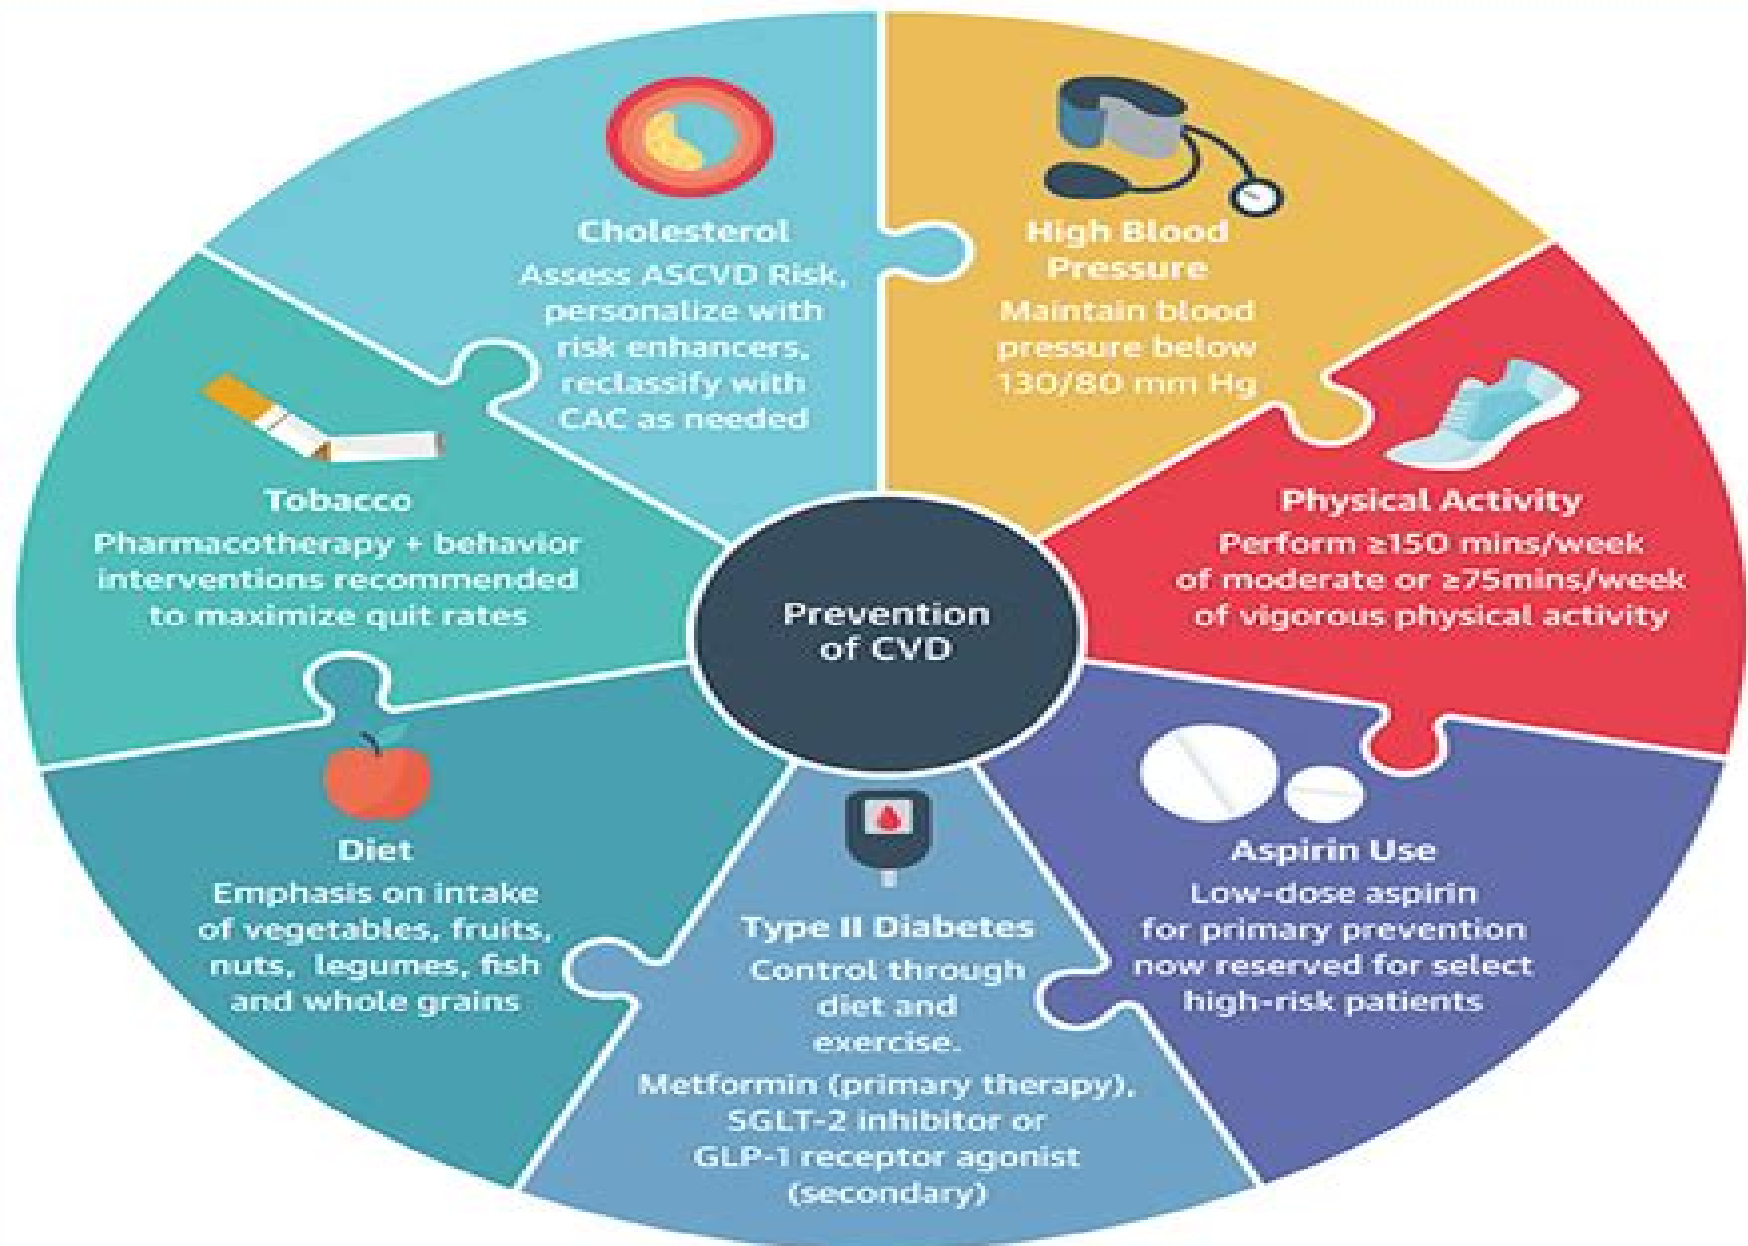 Cholesterol
Assess ASCVD Risk,
personalize with
risk enhancers,
reclassify with
CAC as needed
High Blood
Pressure
Maintain blood
pressure below
130/80 mm Hg
Physical Activity
Perform ≥150 mins/week
of moderate or ≥75mins/week
of vigorous physical activity
Aspirin Use
Low-dose aspirin
for primary prevention
now reserved for select
high-risk patients
Type II Diabetes
Control through
diet and
exercise.
Metformin (primary therapy),
SGLT-2 inhibitor or
GLP-1 receptor agonist
(secondary)
Diet
Emphasis on intake
of vegetables, fruits,
nuts, legumes, fish
and whole grains
Tobacco
Pharmacotherapy + behavior
interventions recommended
to maximize quit rates
Prevention
of CVD